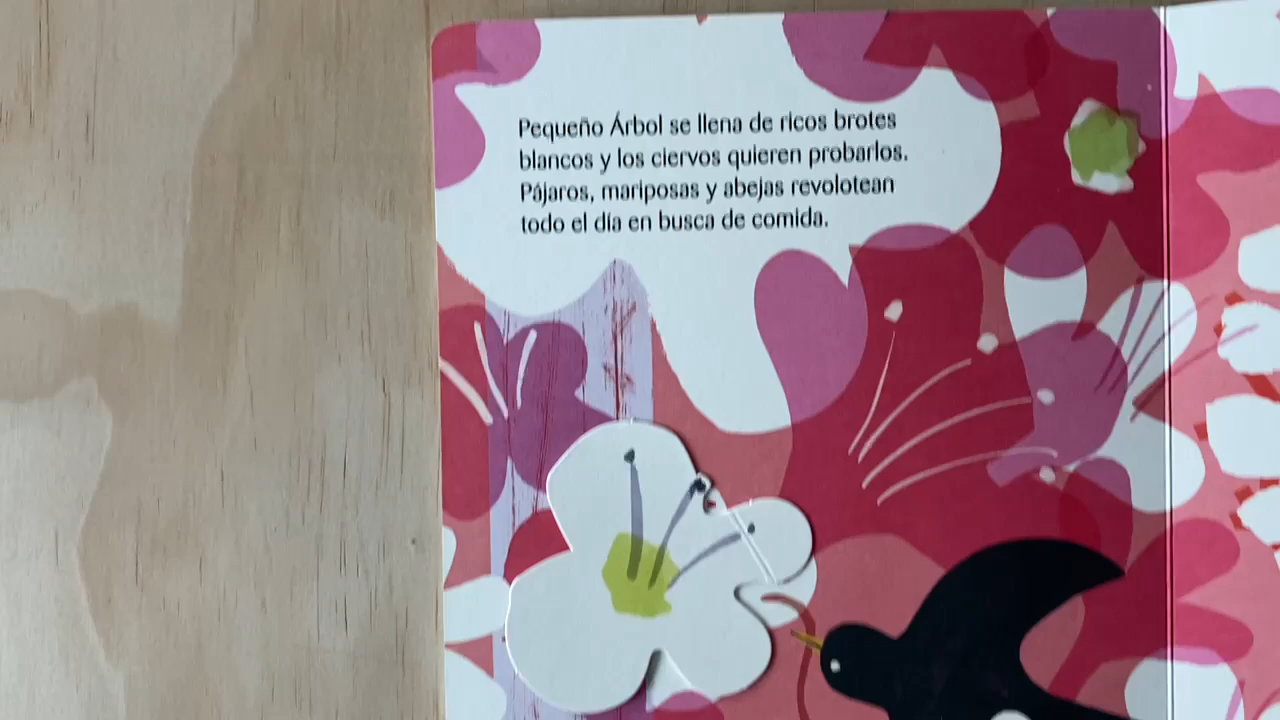 Pequeño Árbol se llena de ricos brotes
blancos y los ciervos quieren probarlos.
Pájaros, mariposas y abejas revolotean
todo el día en busca de comida.